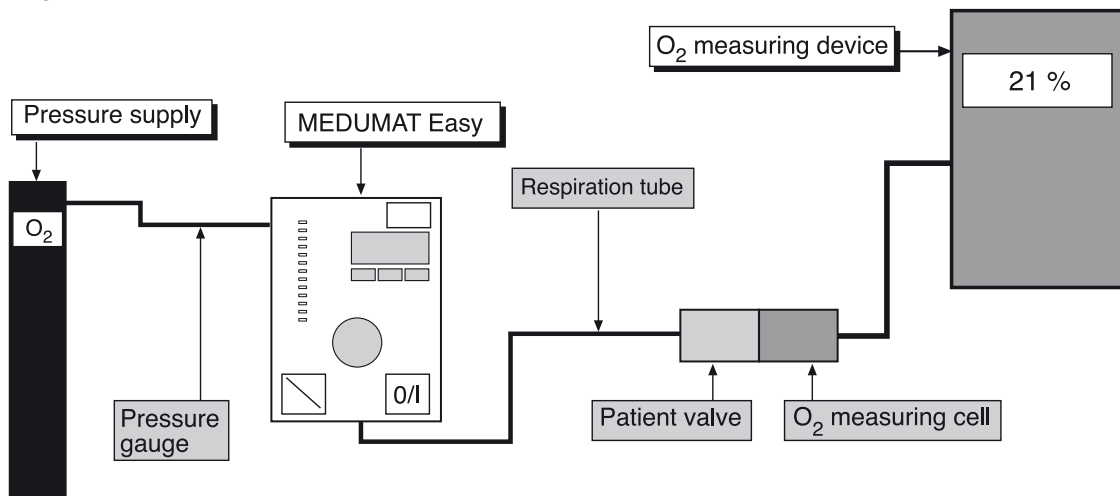 O2 measuring device
21 %
Pressure supply
MEDUMAT Easy
Respiration tube
O2
0/I
Pressure
gauge
Patient valve
O2 measuring cell